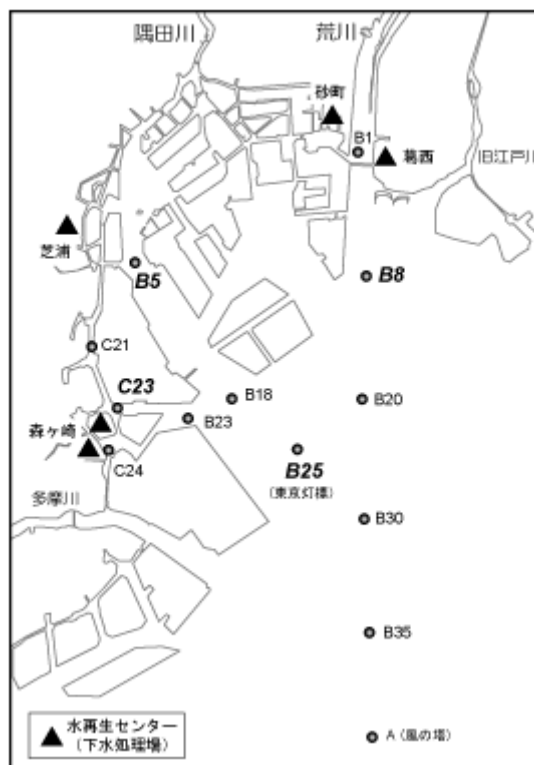 隅田川
荒川
砂町
B1
葛西
旧江戸川
芝浦
B5
B8
C21
C23
B18
B20
B23
森ヶ崎
C24
B25
(東京灯標)
多摩川
B30
B35
水再生センター
(下水処理場)
A (風の塔)